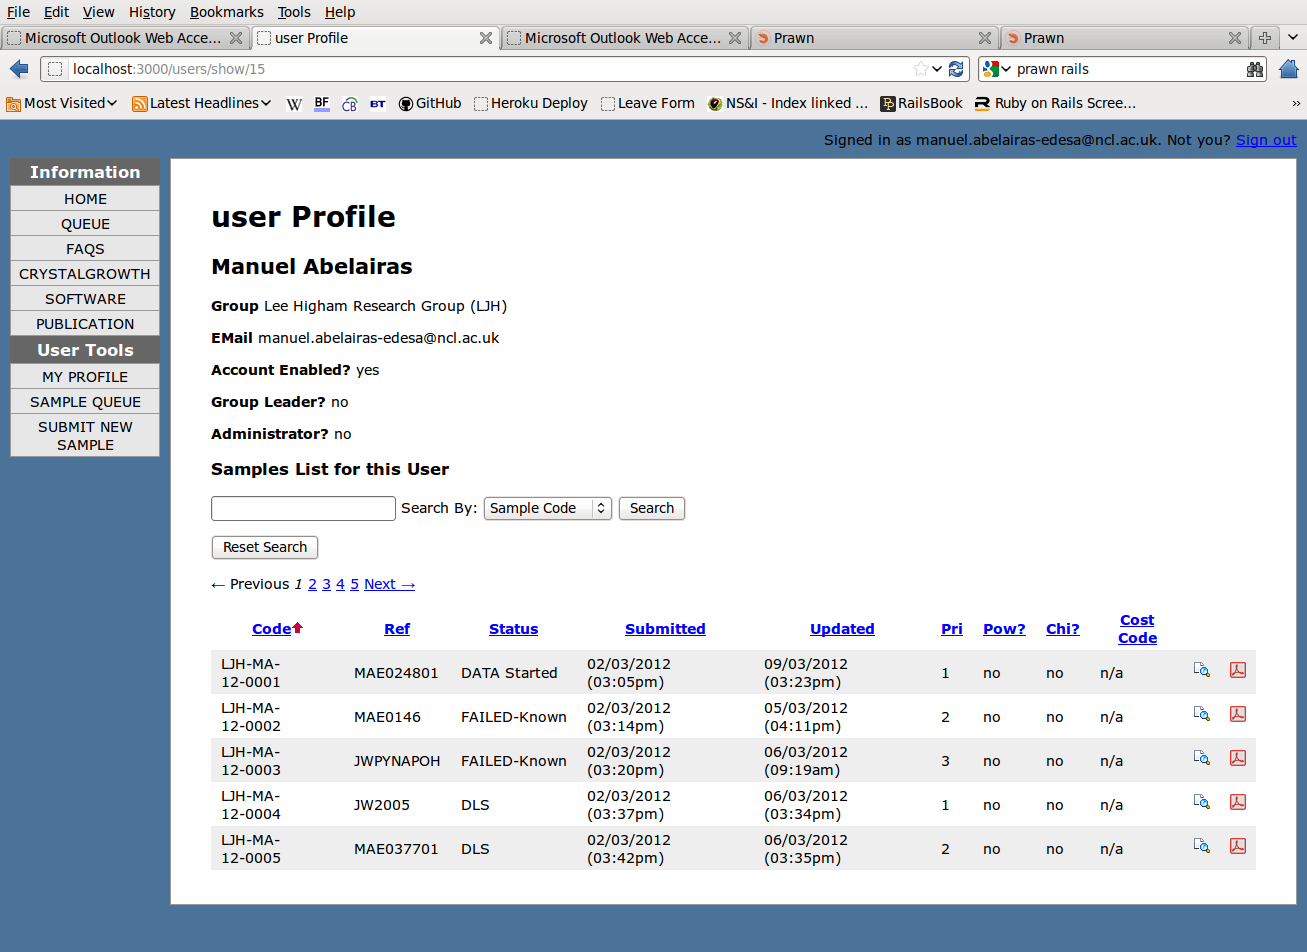 File Edit View History Bookmarks Tools Help
Microsoft Outlook Web Acce... user Profile Microsoft Outlook Web Acce... Prawn Prawn
localhost:3000/users/show/15 prawn rails
Most Visited Latest Headlines W BF CB BT GitHub Heroku Deploy Leave Form NS&I - Index linked ... RailsBook Ruby on Rails Scree... »
Signed in as manuel.abelairas-edesa@ncl.ac.uk. Not you? Sign out
Information
HOME
QUEUE
FAQS
CRYSTALGROWTH
SOFTWARE
PUBLICATION
User Tools
MY PROFILE
SAMPLE QUEUE
SUBMIT NEW
SAMPLE
user Profile
Manuel Abelairas
Group Lee Higham Research Group (LJH)
EMail manuel.abelairas-edesa@ncl.ac.uk
Account Enabled? yes
Group Leader? no
Administrator? no
Samples List for this User
Search By: Sample Code Search
Reset Search
← Previous 1 2 3 4 5 Next →
Code Ref Status Submitted Updated Pri Pow? Chi? Cost Code
LJH-MA-12-0001 MAE024801 DATA Started 02/03/2012 (03:05pm) 09/03/2012 (03:23pm) 1 no no n/a
LJH-MA-12-0002 MAE0146 FAILED-Known 02/03/2012 (03:14pm) 05/03/2012 (04:11pm) 2 no no n/a
LJH-MA-12-0003 JWPYNAPOH FAILED-Known 02/03/2012 (03:20pm) 06/03/2012 (09:19am) 3 no no n/a
LJH-MA-12-0004 JW2005 DLS 02/03/2012 (03:37pm) 06/03/2012 (03:34pm) 1 no no n/a
LJH-MA-12-0005 MAE037701 DLS 02/03/2012 (03:42pm) 06/03/2012 (03:35pm) 2 no no n/a